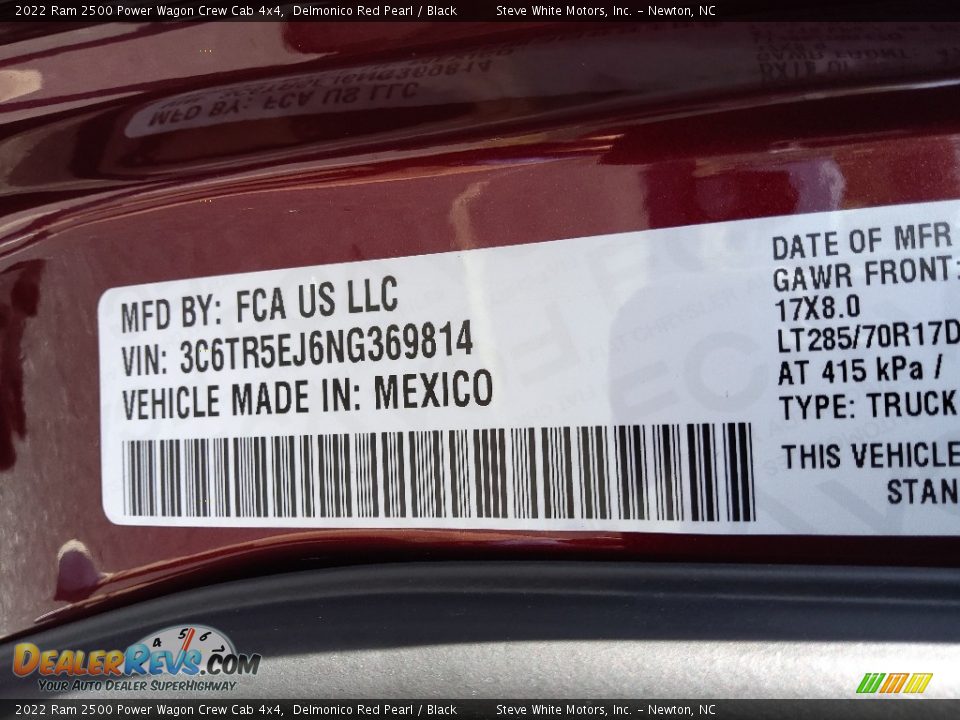 2022 Ram 2500 Power Wagon Crew Cab 4x4, Delmonico Red Pearl / Black Steve White Motors, Inc. - Newton, NC
MFD BY: FCA US LLC
MFD BY: FCA US LLC
VIN: 3C6TR5EJ6NG369814
VEHICLE MADE IN: MEXICO
DATE OF MFR
GAWR FRONT:
17X8.0
LT285/70R17D
AT 415 kPa /
TYPE: TRUCK
THIS VEHICLE
STAN
4 5 6
DEALERREVS.COM
YOUR AUTO DEALER SUPERHIGHWAY
2022 Ram 2500 Power Wagon Crew Cab 4x4, Delmonico Red Pearl / Black Steve White Motors, Inc. - Newton, NC